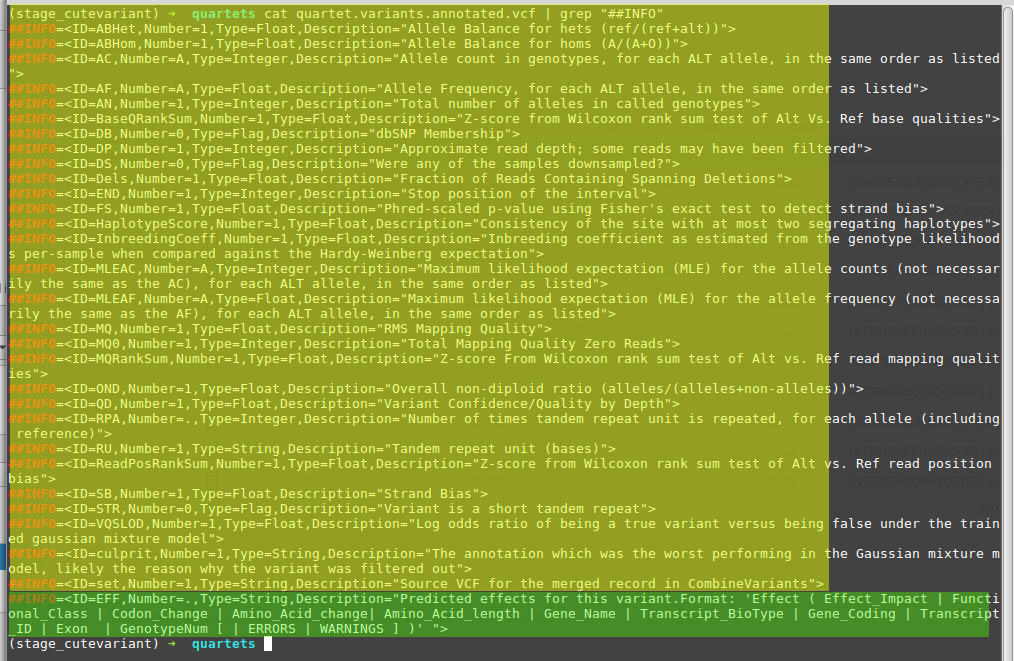 (stage_cutevariant) → quartets cat quartet.variants.annotated.vcf | grep "##INFO"
##INFO=<ID=ABHet,Number=1,Type=Float,Description="Allele Balance for hets (ref/(ref+alt))">
##INFO=<ID=ABHom,Number=1,Type=Float,Description="Allele Balance for homs (A/(A+O))">
##INFO=<ID=AC,Number=A,Type=Integer,Description="Allele count in genotypes, for each ALT allele, in the same order as listed
">
##INFO=<ID=AF,Number=A,Type=Float,Description="Allele Frequency, for each ALT allele, in the same order as listed">
##INFO=<ID=AN,Number=1,Type=Integer,Description="Total number of alleles in called genotypes">
##INFO=<ID=BaseQRankSum,Number=1,Type=Float,Description="Z-score from Wilcoxon rank sum test of Alt Vs. Ref base qualities">
##INFO=<ID=DB,Number=0,Type=Flag,Description="dbSNP Membership">
##INFO=<ID=DP,Number=1,Type=Integer,Description="Approximate read depth; some reads may have been filtered">
##INFO=<ID=DS,Number=0,Type=Flag,Description="Were any of the samples downsampled?">
##INFO=<ID=Dels,Number=1,Type=Float,Description="Fraction of Reads Containing Spanning Deletions">
##INFO=<ID=END,Number=1,Type=Integer,Description="Stop position of the interval">
##INFO=<ID=FS,Number=1,Type=Float,Description="Phred-scaled p-value using Fisher's exact test to detect strand bias">
##INFO=<ID=HaplotypeScore,Number=1,Type=Float,Description="Consistency of the site with at most two segregating haplotypes">
##INFO=<ID=InbreedingCoeff,Number=1,Type=Float,Description="Inbreeding coefficient as estimated from the genotype likelihood
s per-sample when compared against the Hardy-Weinberg expectation">
##INFO=<ID=MLEAC,Number=A,Type=Integer,Description="Maximum likelihood expectation (MLE) for the allele counts (not necessar
ily the same as the AC), for each ALT allele, in the same order as listed">
##INFO=<ID=MLEAF,Number=A,Type=Float,Description="Maximum likelihood expectation (MLE) for the allele frequency (not necessa
rily the same as the AF), for each ALT allele, in the same order as listed">
##INFO=<ID=MQ,Number=1,Type=Float,Description="RMS Mapping Quality">
##INFO=<ID=MQ0,Number=1,Type=Integer,Description="Total Mapping Quality Zero Reads">
##INFO=<ID=MQRankSum,Number=1,Type=Float,Description="Z-score From Wilcoxon rank sum test of Alt vs. Ref read mapping qualit
ies">
##INFO=<ID=OND,Number=1,Type=Float,Description="Overall non-diploid ratio (alleles/(alleles+non-alleles))">
##INFO=<ID=QD,Number=1,Type=Float,Description="Variant Confidence/Quality by Depth">
##INFO=<ID=RPA,Number=.,Type=Integer,Description="Number of times tandem repeat unit is repeated, for each allele (including
 reference)">
##INFO=<ID=RU,Number=1,Type=String,Description="Tandem repeat unit (bases)">
##INFO=<ID=ReadPosRankSum,Number=1,Type=Float,Description="Z-score from Wilcoxon rank sum test of Alt vs. Ref read position
bias">
##INFO=<ID=SB,Number=1,Type=Float,Description="Strand Bias">
##INFO=<ID=STR,Number=0,Type=Flag,Description="Variant is a short tandem repeat">
##INFO=<ID=VQSLOD,Number=1,Type=Float,Description="Log odds ratio of being a true variant versus being false under the train
ed gaussian mixture model">
##INFO=<ID=culprit,Number=1,Type=String,Description="The annotation which was the worst performing in the Gaussian mixture m
odel, likely the reason why the variant was filtered out">
##INFO=<ID=set,Number=1,Type=String,Description="Source VCF for the merged record in CombineVariants">
##INFO=<ID=EFF,Number=.,Type=String,Description="Predicted effects for this variant.Format: 'Effect ( Effect_Impact | Functi
onal_Class | Codon_Change | Amino_Acid_change| Amino_Acid_length | Gene_Name | Transcript_BioType | Gene_Coding | Transcript
_ID | Exon  | GenotypeNum [ | ERRORS | WARNINGS ] )' ">
(stage_cutevariant) → quartets